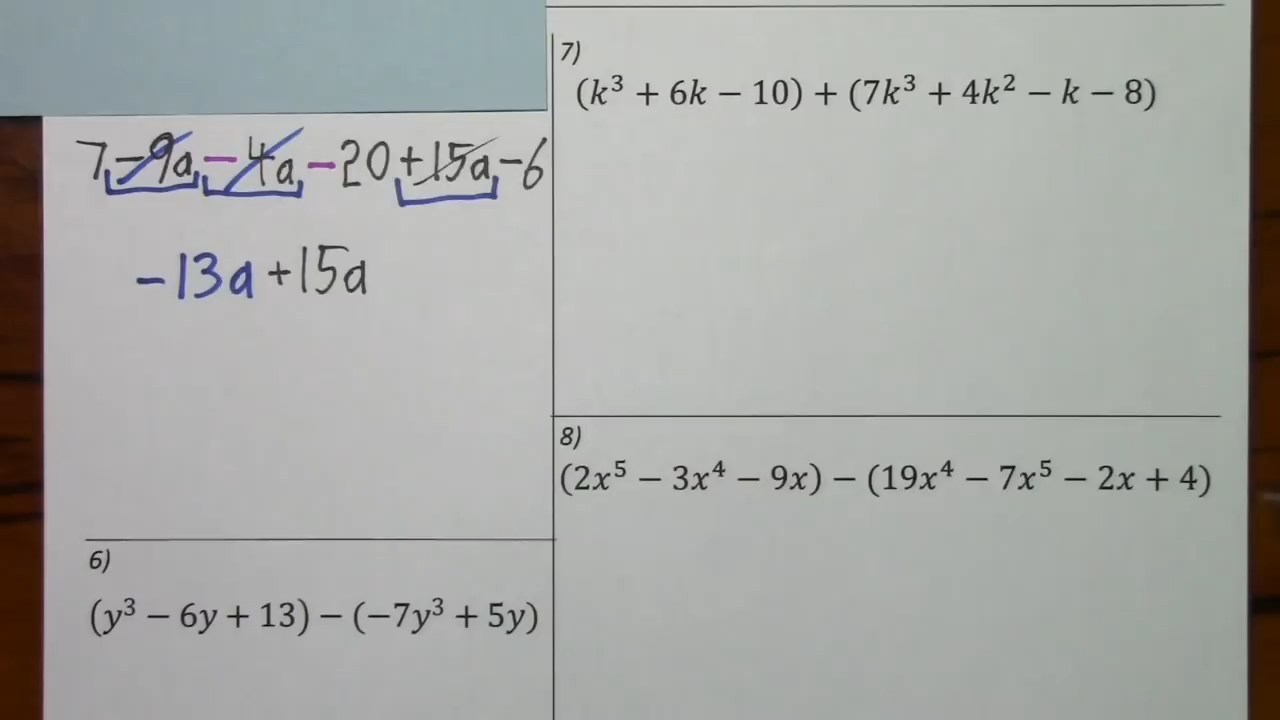 7 - 9a - 4a - 20 + 15a - 6
-13a + 15a
6)
(y³ − 6y + 13) − (−7y³ + 5y)
7)
(k³ + 6k − 10) + (7k³ + 4k² − k − 8)
8)
(2x⁵ − 3x⁴ − 9x) − (19x⁴ − 7x⁵ − 2x + 4)